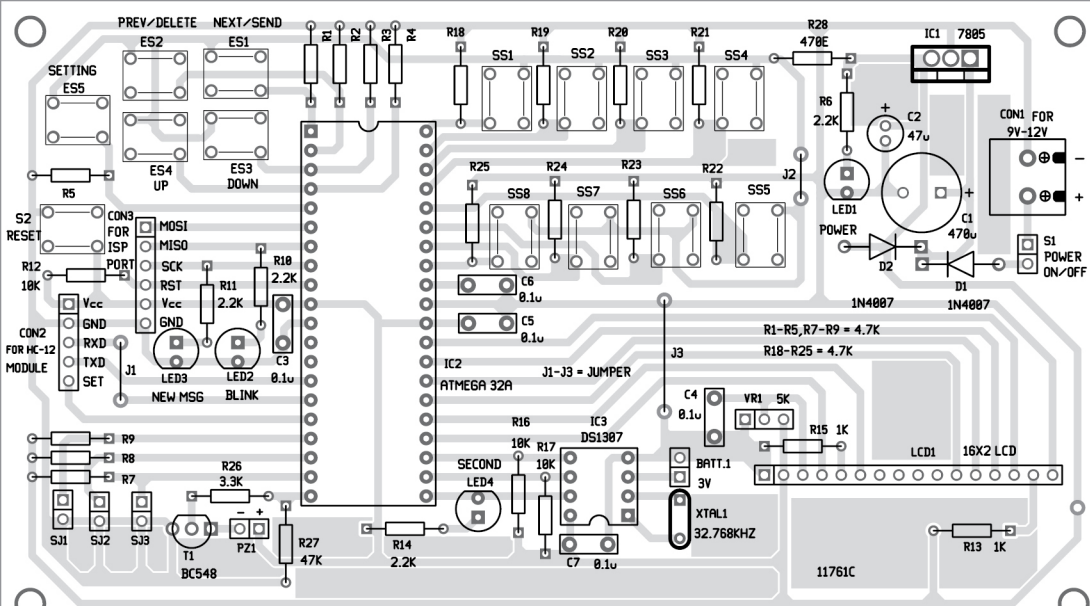 PREV/DELETE NEXT/SEND
ES2 ES1
SETTING
ES5
ES4
UP
ES3
DOWN
R1
R2
R3
R4
R18
R19
R20
R21
SS1
SS2
SS3
SS4
R28
470E
IC1 7805
R6
2.2K
+
C2
47u
CON1 FOR
9V-12V
-
+
J2
LED1
POWER
+
C1
470u
R5
S2
RESET
CON3
FOR
ISP
PORT
MOSI
MISO
SCK
RST
Vcc
GND
R12
10K
R11
2.2K
R10
2.2K
R25
R24
R23
R22
SS8
SS7
SS6
SS5
D2
D1
1N4007 1N4007
S1
POWER
ON/OFF
C6
0.1u
C5
0.1u
CON2
FOR HC-12
MODULE
Vcc
GND
RXD
TXD
SET
J1
LED3
NEW MSG
LED2
BLINK
C3
0.1u
IC2
ATMEGA 32A
R1-R5,R7-R9 = 4.7K
R18-R25 = 4.7K
J1-J3 = JUMPER
J3
C4
0.1u
VR1 5K
R15 1K
LCD1 16X2 LCD
R9
R8
R7
R26
3.3K
SJ1
SJ2
SJ3
T1
BC548
- +
PZ1
R27
47K
R14
2.2K
SECOND
LED4
R16
10K
R17
10K
IC3
DS1307
C7 0.1u
BATT.1
3V
XTAL1
32.768KHZ
R13 1K
11761C